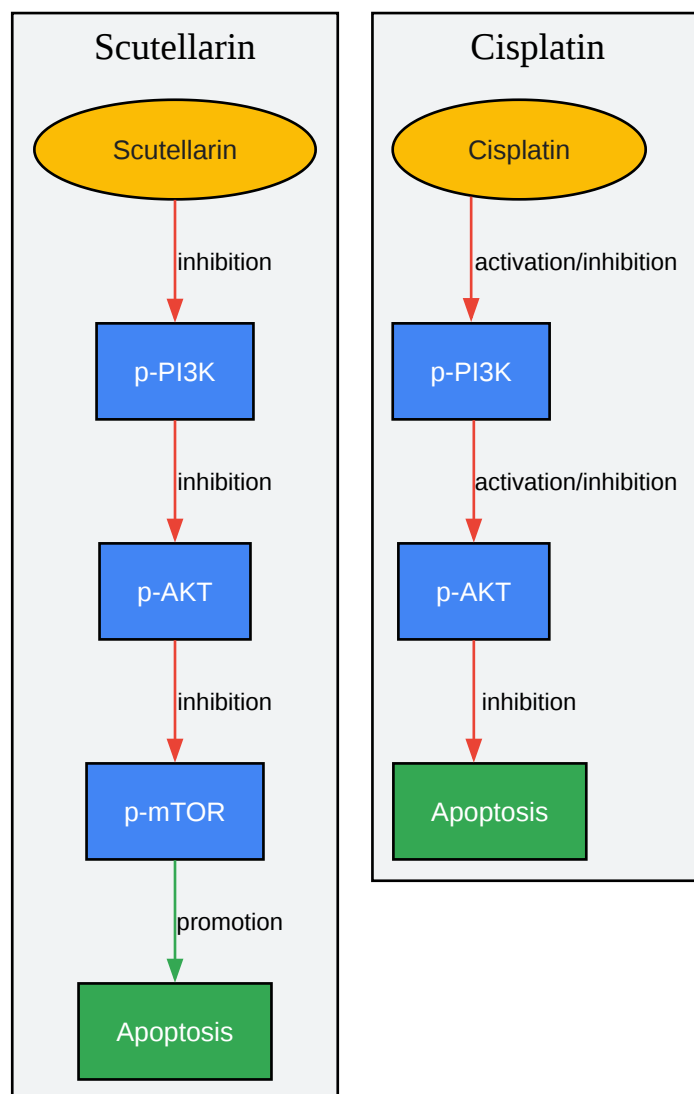 Scutellarin
Scutellarin
inhibition
p-PI3K
inhibition
p-AKT
inhibition
p-mTOR
promotion
Apoptosis
Cisplatin
Cisplatin
activation/inhibition
p-PI3K
activation/inhibition
p-AKT
inhibition
Apoptosis